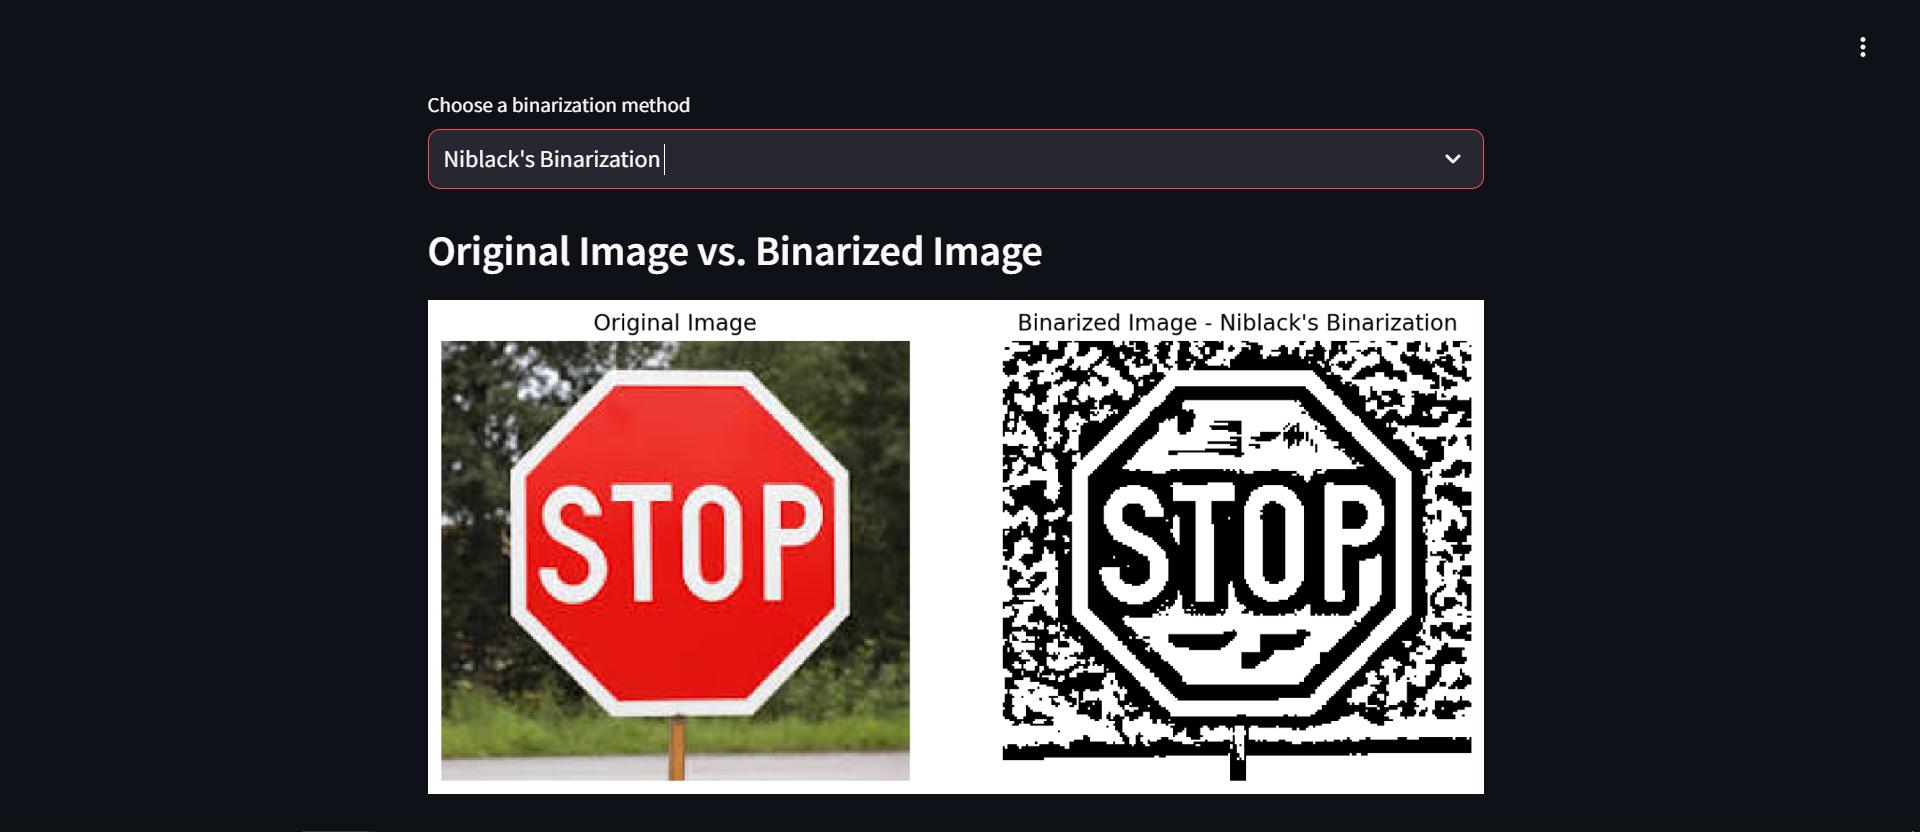 Choose a binarization method
Niblack's Binarization
Original Image vs. Binarized Image
Original Image
Binarized Image - Niblack's Binarization
STOP
STOP